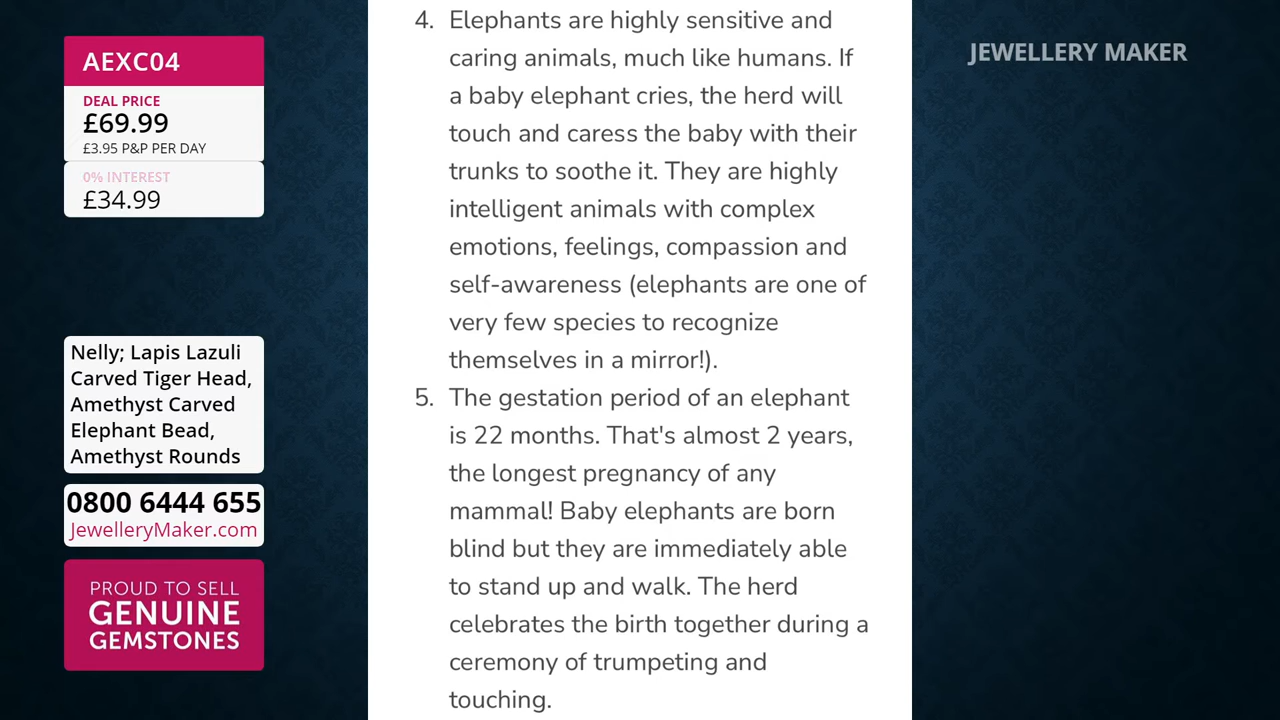 AEXC04
DEAL PRICE
£69.99
£3.95 P&P PER DAY
0% INTEREST
£34.99
Nelly; Lapis Lazuli
Carved Tiger Head,
Amethyst Carved
Elephant Bead,
Amethyst Rounds
0800 6444 655
JewelleryMaker.com
PROUD TO SELL
GENUINE
GEMSTONES
4. Elephants are highly sensitive and
caring animals, much like humans. If
a baby elephant cries, the herd will
touch and caress the baby with their
trunks to soothe it. They are highly
intelligent animals with complex
emotions, feelings, compassion and
self-awareness (elephants are one of
very few species to recognize
themselves in a mirror!).
5. The gestation period of an elephant
is 22 months. That's almost 2 years,
the longest pregnancy of any
mammal! Baby elephants are born
blind but they are immediately able
to stand up and walk. The herd
celebrates the birth together during a
ceremony of trumpeting and
touching.
JEWELLERY MAKER